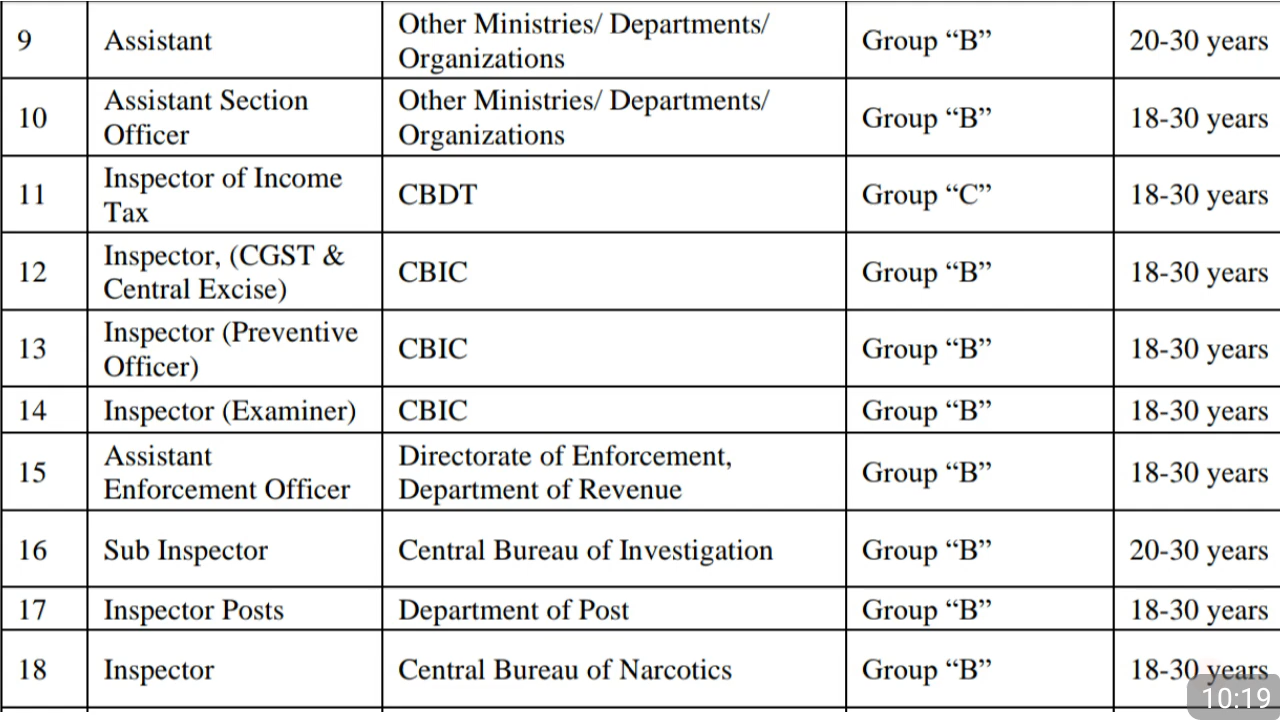 9 Assistant Other Ministries/ Departments/ Group “B” 20-30 years
Organizations
10 Assistant Section Other Ministries/ Departments/ Group “B” 18-30 years
Officer Organizations
11 Inspector of Income CBDT Group “C” 18-30 years
Tax
12 Inspector, (CGST & CBIC Group “B” 18-30 years
Central Excise)
13 Inspector (Preventive CBIC Group “B” 18-30 years
Officer)
14 Inspector (Examiner) CBIC Group “B” 18-30 years
15 Assistant Directorate of Enforcement, Group “B” 18-30 years
Enforcement Officer Department of Revenue
16 Sub Inspector Central Bureau of Investigation Group “B” 20-30 years
17 Inspector Posts Department of Post Group “B” 18-30 years
18 Inspector Central Bureau of Narcotics Group “B” 18-30 years
10:19